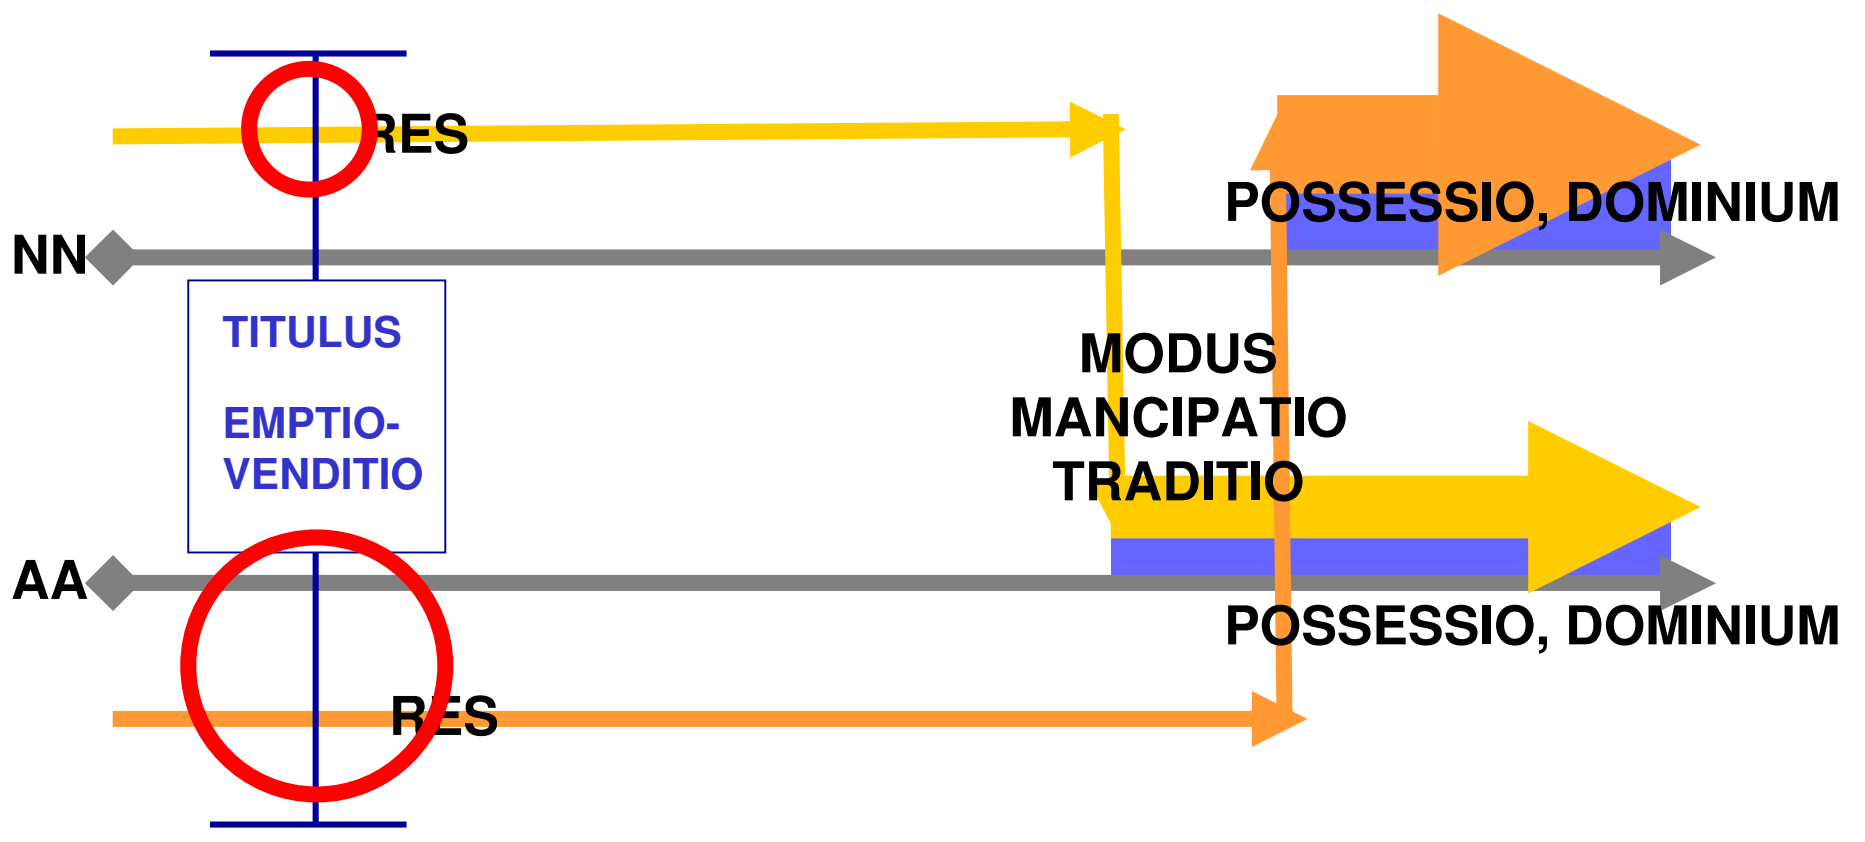 RES
POSSESSIO, DOMINIUM
NN
TITULUS
EMPTIO-
VENDITIO
MODUS
MANCIPATIO
TRADITIO
AA
POSSESSIO, DOMINIUM
RES